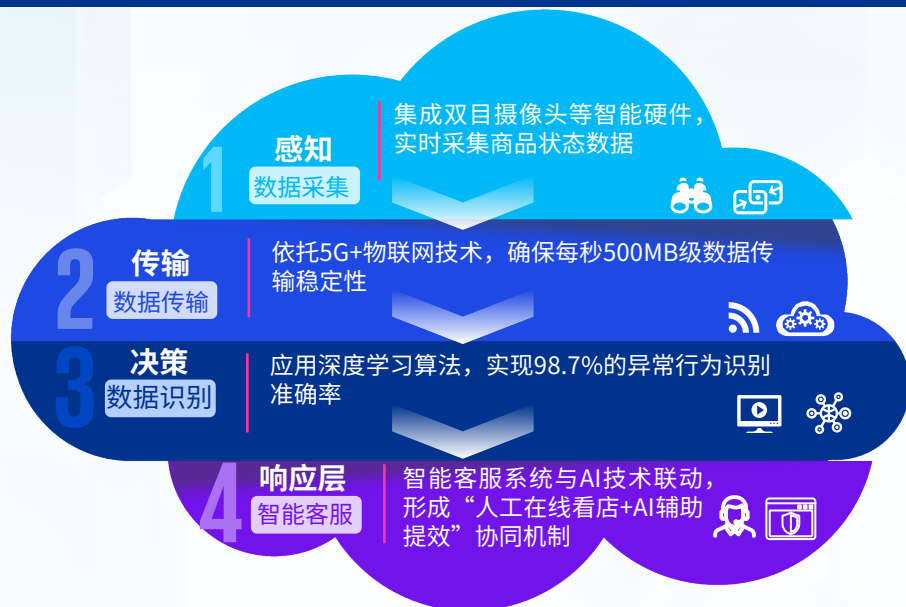 1
感知
数据采集
集成双目摄像头等智能硬件，
实时采集商品状态数据
2
传输
数据传输
依托5G+物联网技术，确保每秒500MB级数据传
输稳定性
3
决策
数据识别
应用深度学习算法，实现98.7%的异常行为识别
准确率
4
响应层
智能客服
智能客服系统与AI技术联动，
形成“人工在线看店+AI辅助
提效”协同机制